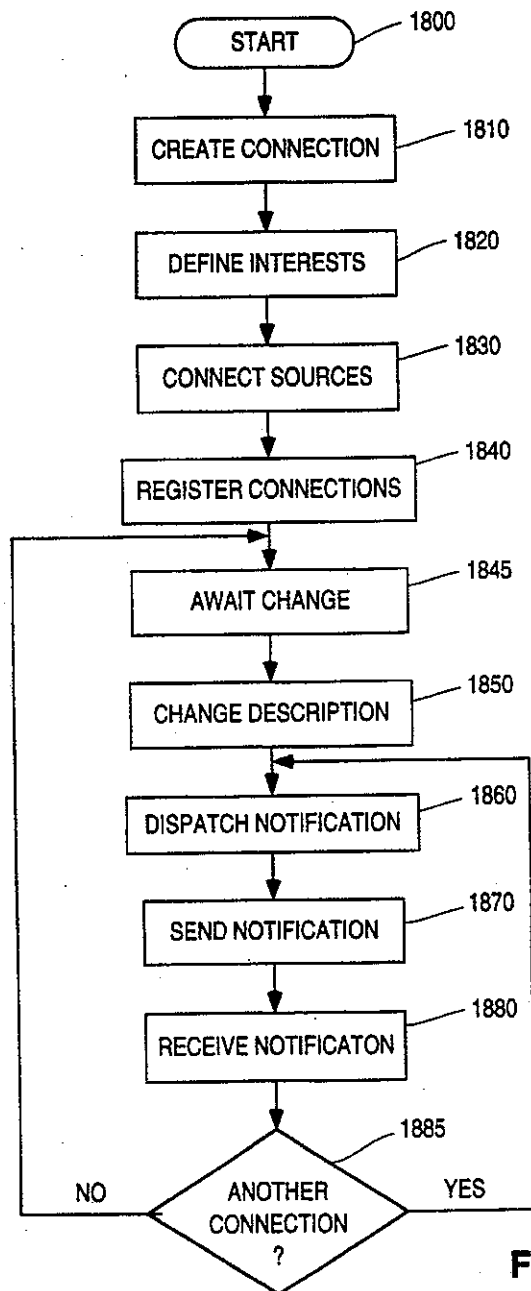 START
1800
CREATE CONNECTION
1810
DEFINE INTERESTS
1820
CONNECT SOURCES
1830
REGISTER CONNECTIONS
1840
AWAIT CHANGE
1845
CHANGE DESCRIPTION
1850
DISPATCH NOTIFICATION
1860
SEND NOTIFICATION
1870
RECEIVE NOTIFICATON
1880
ANOTHER
CONNECTION
?
1885
NO
YES
F